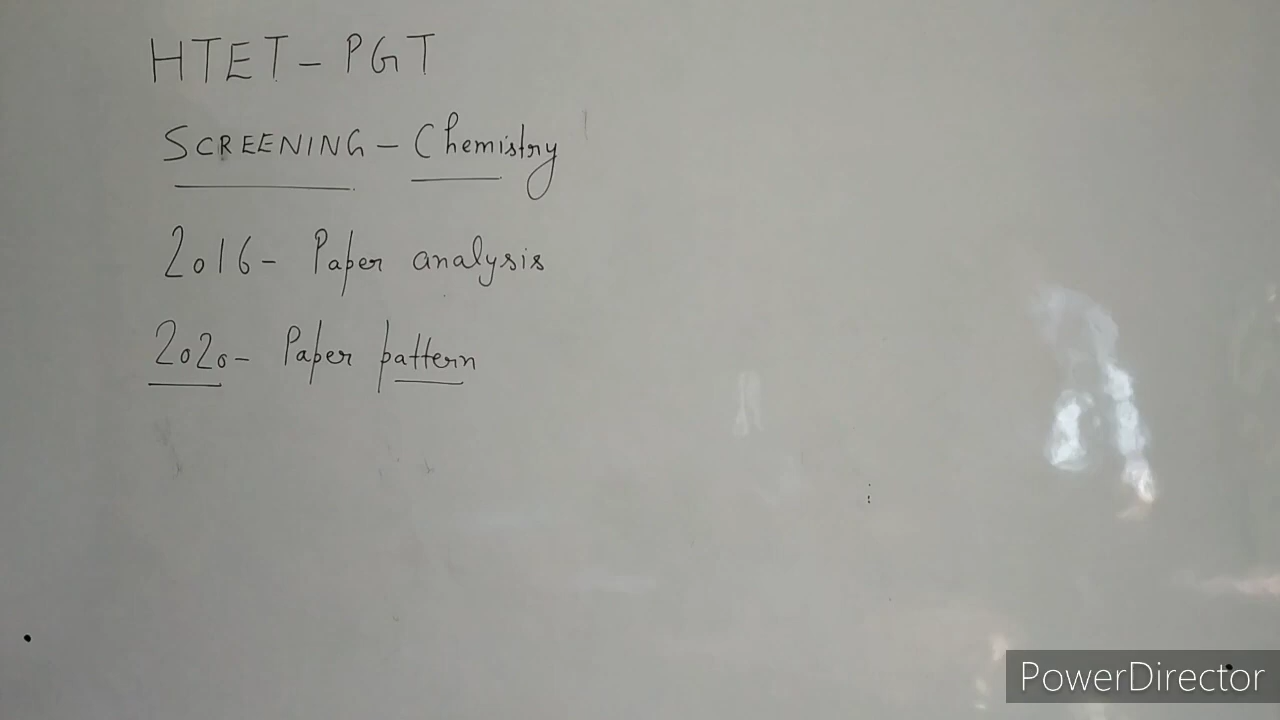 HTET - PGT
SCREENING - Chemistry
2016 - Paper analysis
2020 - Paper pattern
PowerDirector